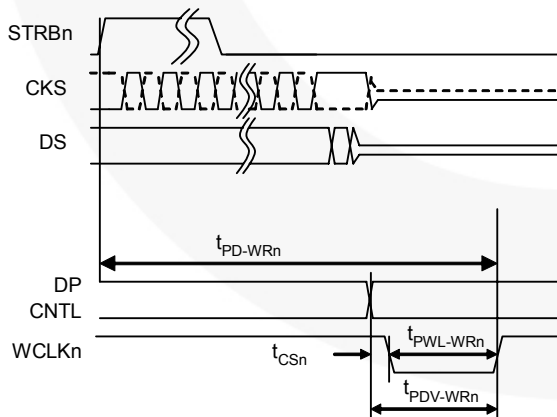 STRBn
CKS
DS
tPD-WRn
DP
CNTL
tPWL-WRn
WCLKn
tCSn
tPDV-WRn